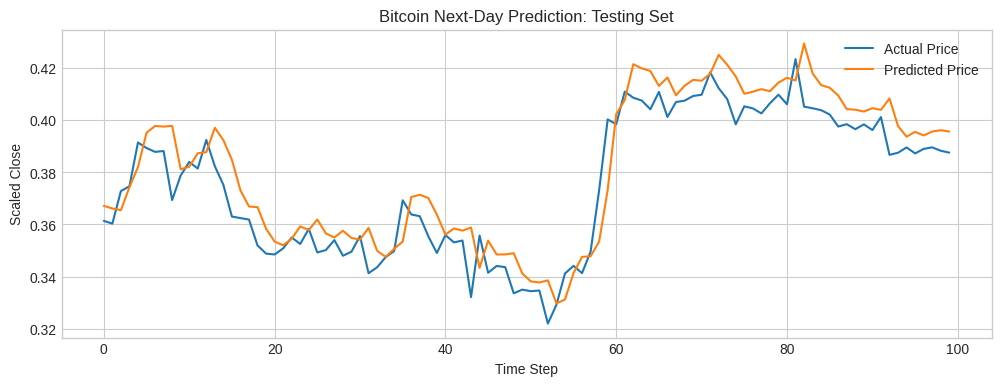 Bitcoin Next-Day Prediction: Testing Set
Actual Price
Predicted Price
Scaled Close
0.42
0.40
0.38
0.36
0.34
0.32
0 20 40 60 80 100
Time Step